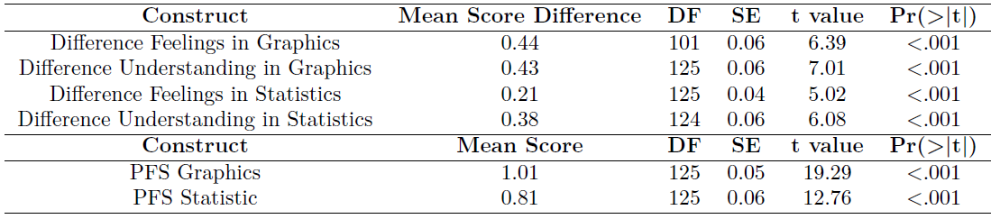 Construct Mean Score Difference DF SE t value Pr(>|t|)
Difference Feelings in Graphics 0.44 101 0.06 6.39 <.001
Difference Understanding in Graphics 0.43 125 0.06 7.01 <.001
Difference Feelings in Statistics 0.21 125 0.04 5.02 <.001
Difference Understanding in Statistics 0.38 124 0.06 6.08 <.001
Construct Mean Score DF SE t value Pr(>|t|)
PFS Graphics 1.01 125 0.05 19.29 <.001
PFS Statistic 0.81 125 0.06 12.76 <.001